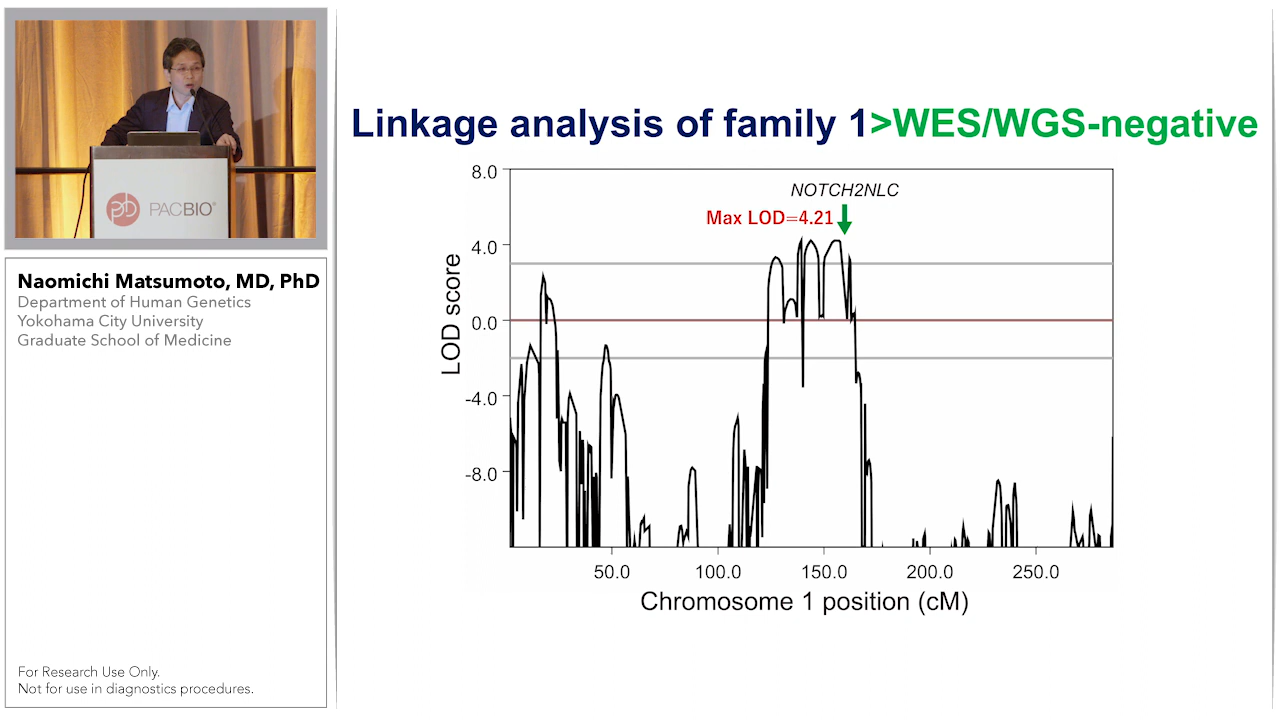 PACBIO®
Naomichi Matsumoto, MD, PhD
Department of Human Genetics
Yokohama City University
Graduate School of Medicine
For Research Use Only.
Not for use in diagnostics procedures.
Linkage analysis of family 1>WES/WGS-negative
NOTCH2NLC
Max LOD=4.21
LOD score
8.0
4.0
0.0
-4.0
-8.0
50.0 100.0 150.0 200.0 250.0
Chromosome 1 position (cM)